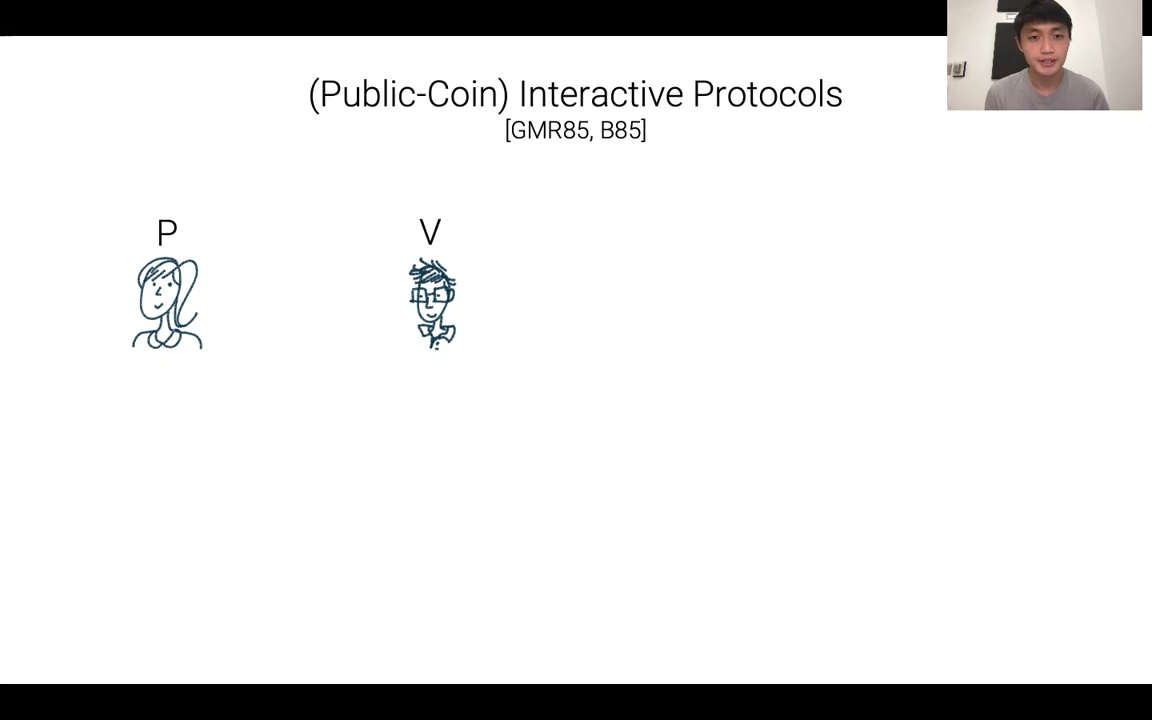 (Public-Coin) Interactive Protocols
[GMR85, B85]
P V